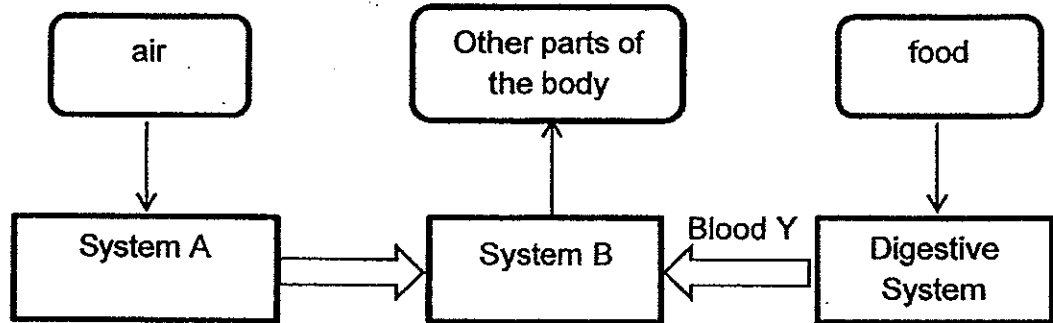 air
Other parts of
the body
food
System A
System B
Blood Y
Digestive
System